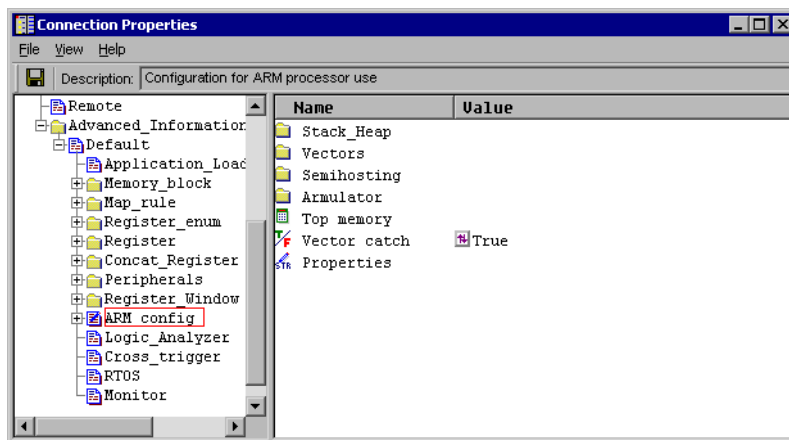 Connection Properties
File View Help
Description: Configuration for ARM processor use
Remote
Advanced_Information
Default
Application_Load
Memory_block
Map_rule
Register_enum
Register
Concat_Register
Peripherals
Register_Window
ARM config
Logic_Analyzer
Cross_trigger
RTOS
Monitor
Name Value
Stack_Heap
Vectors
Semihosting
Armulator
Top memory
T/F Vector catch True
STR Properties